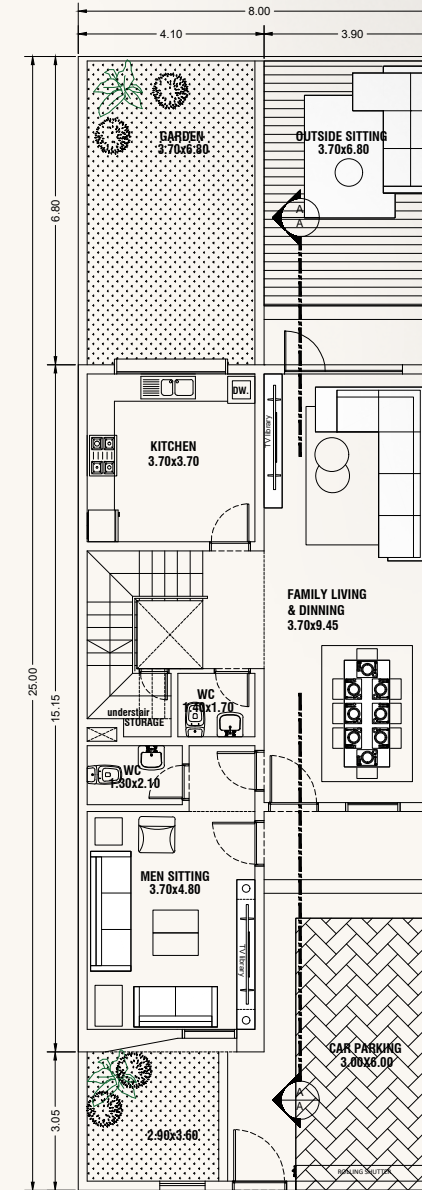 8.00
4.10
3.90
GARDEN
3.70x6.80
OUTSIDE SITTING
3.70x6.80
A
A
6.80
DW.
TV library
KITCHEN
3.70x3.70
FAMILY LIVING
& DINNING
3.70x9.45
25.00
15.15
WC
1.40x1.70
understair
STORAGE
WC
1.30x2.10
MEN SITTING
3.70x4.80
TV library
CAR PARKING
3.00X6.00
A
A
3.05
2.90x3.60
ROLLING SHUTTER